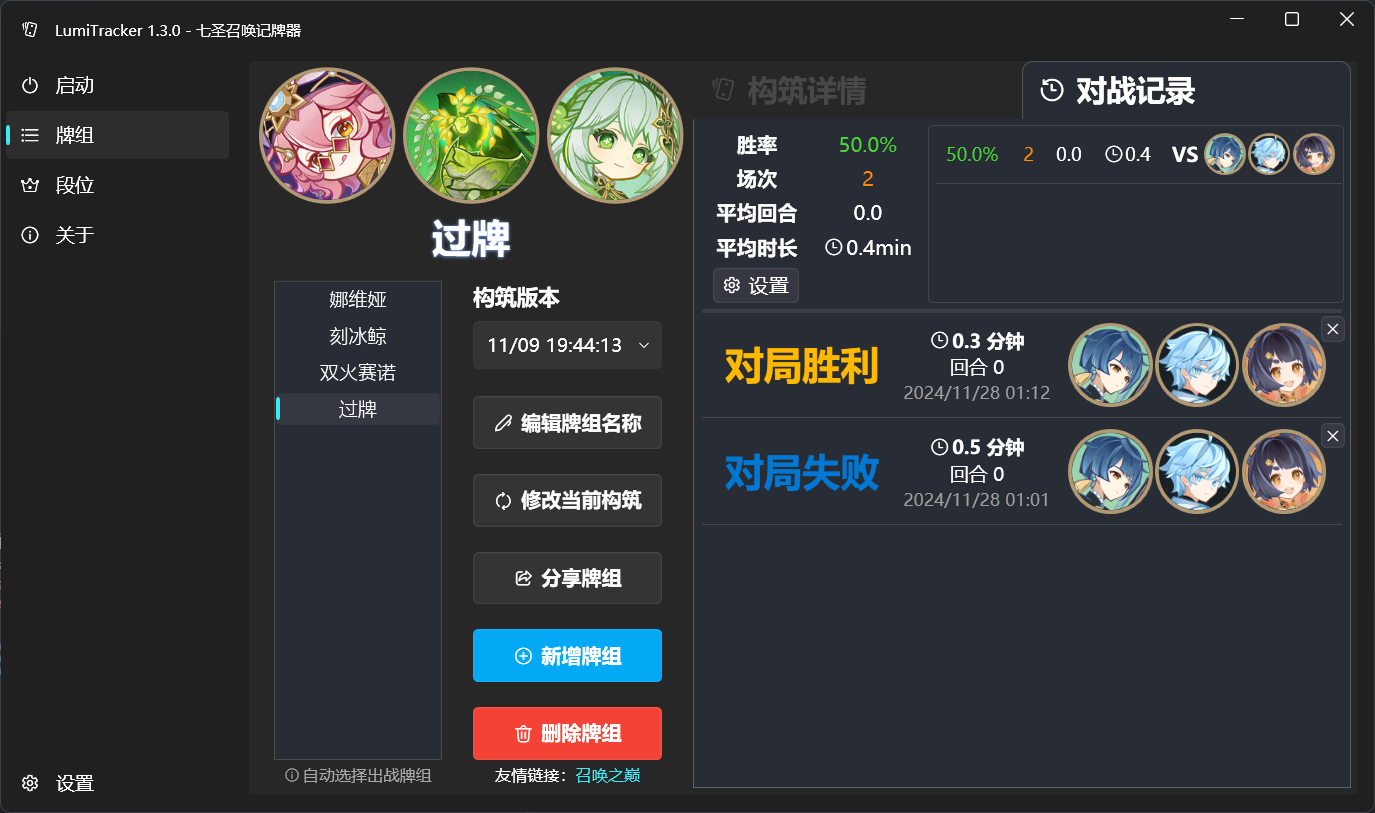 LumiTracker 1.3.0 - 七圣召唤记牌器
启动
牌组
段位
关于
设置
过牌
娜维娅
刻冰鲸
双火赛诺
过牌
自动选择出战牌组
构筑版本
11/09 19:44:13
编辑牌组名称
修改当前构筑
分享牌组
新增牌组
删除牌组
友情链接：召唤之巅
构筑详情
对战记录
胜率 50.0%
场次 2
平均回合 0.0
平均时长 0.4min
设置
50.0% 2 0.0 0.4 VS
对局胜利
0.3 分钟
回合 0
2024/11/28 01:12
对局失败
0.5 分钟
回合 0
2024/11/28 01:01